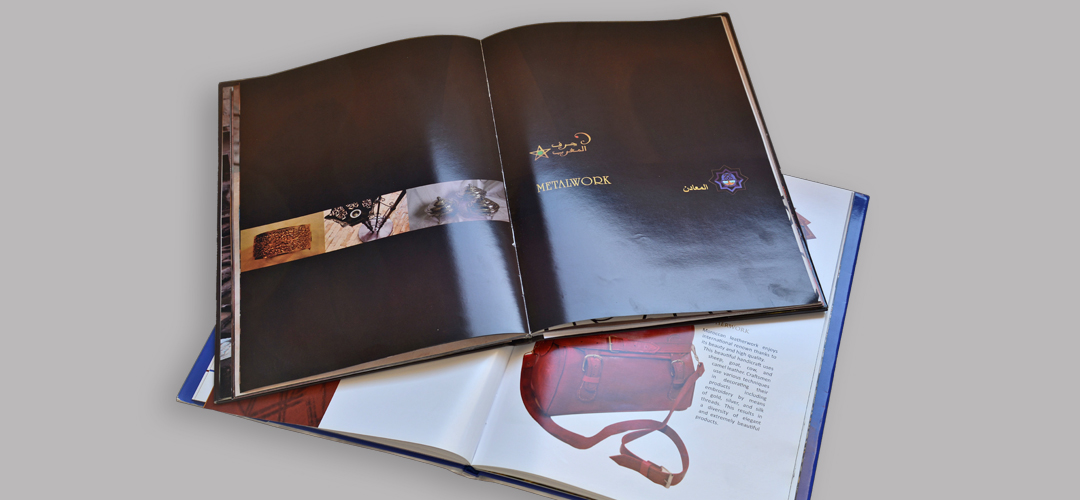 حرف
المغرب
METALWORK
المعادن
Moroccan leatherwork enjoys
international renown thanks to
its beauty and high quality.
This beautiful handicraft uses
sheep, goat, cow, and
camel leather. Craftsmen
use various techniques
in decorating their
products including
embroidery by means
of gold, silver, and silk
threads. This results in
a diversity of elegant
and extremely beautiful
products.